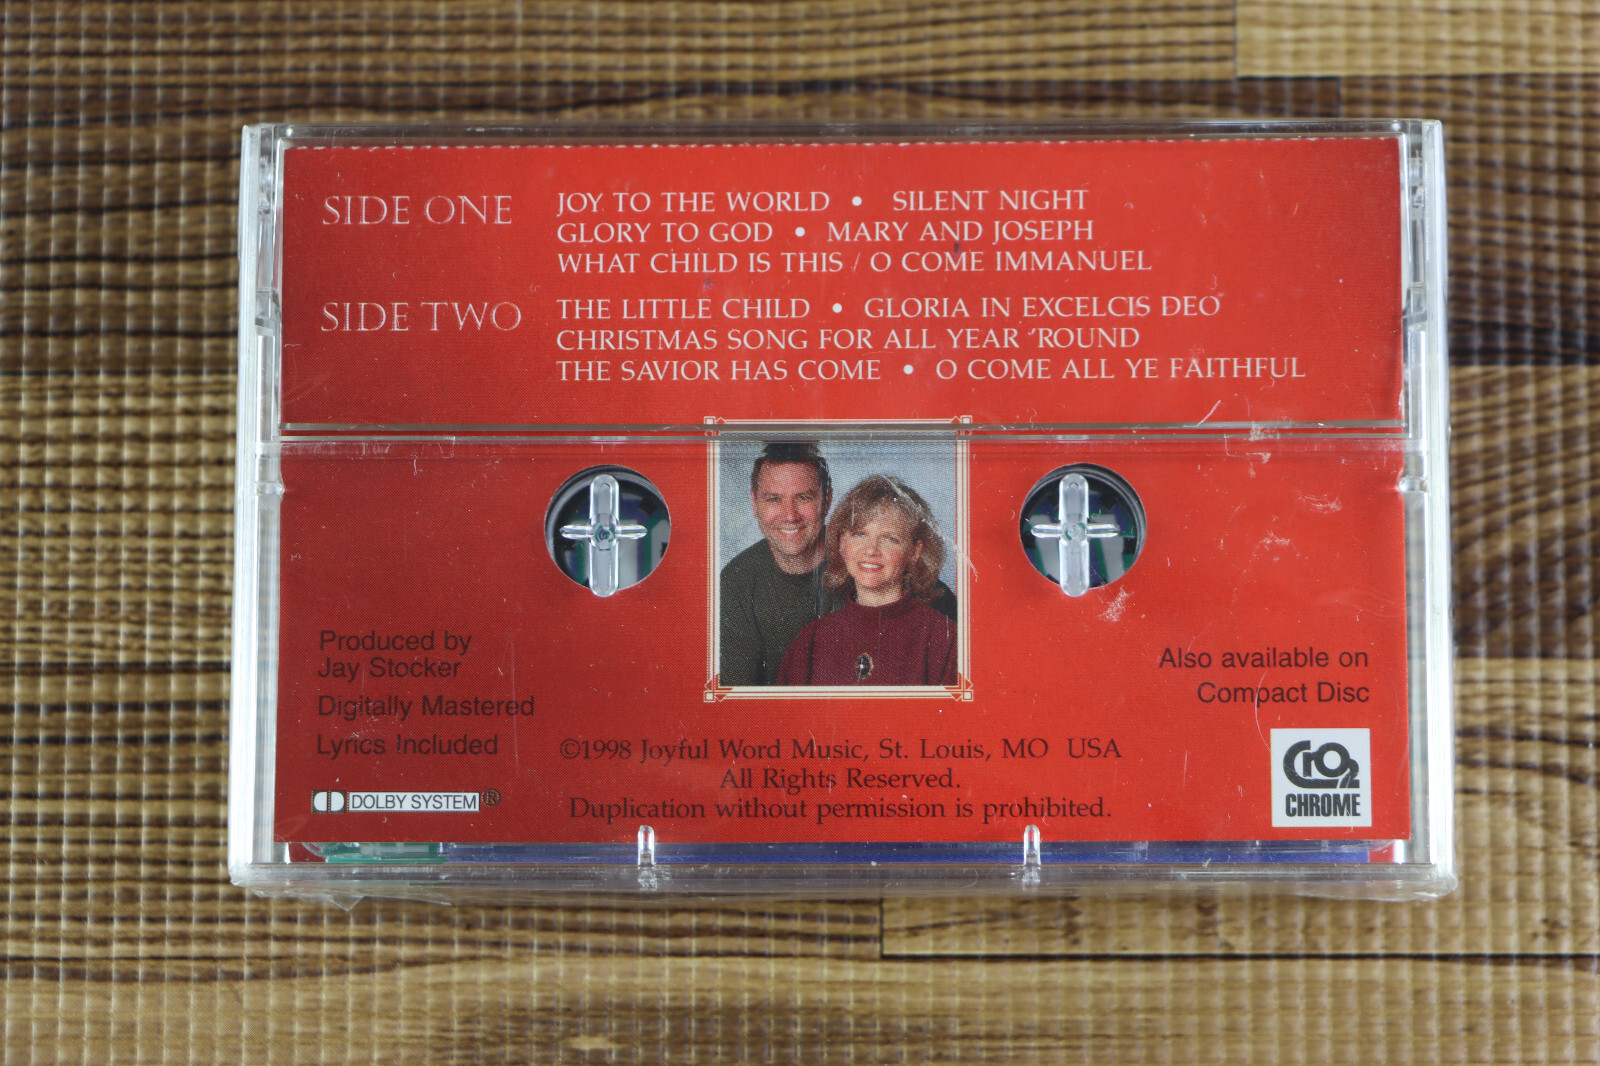 SIDE ONE
JOY TO THE WORLD • SILENT NIGHT
GLORY TO GOD • MARY AND JOSEPH
WHAT CHILD IS THIS / O COME IMMANUEL
SIDE TWO
THE LITTLE CHILD • GLORIA IN EXCELCIS DEO
CHRISTMAS SONG FOR ALL YEAR ’ROUND
THE SAVIOR HAS COME • O COME ALL YE FAITHFUL
Produced by
Jay Stocker
Digitally Mastered
Lyrics Included
DOLBY SYSTEM®
©1998 Joyful Word Music, St. Louis, MO USA
All Rights Reserved.
Duplication without permission is prohibited.
Also available on
Compact Disc
CrO2
CHROME